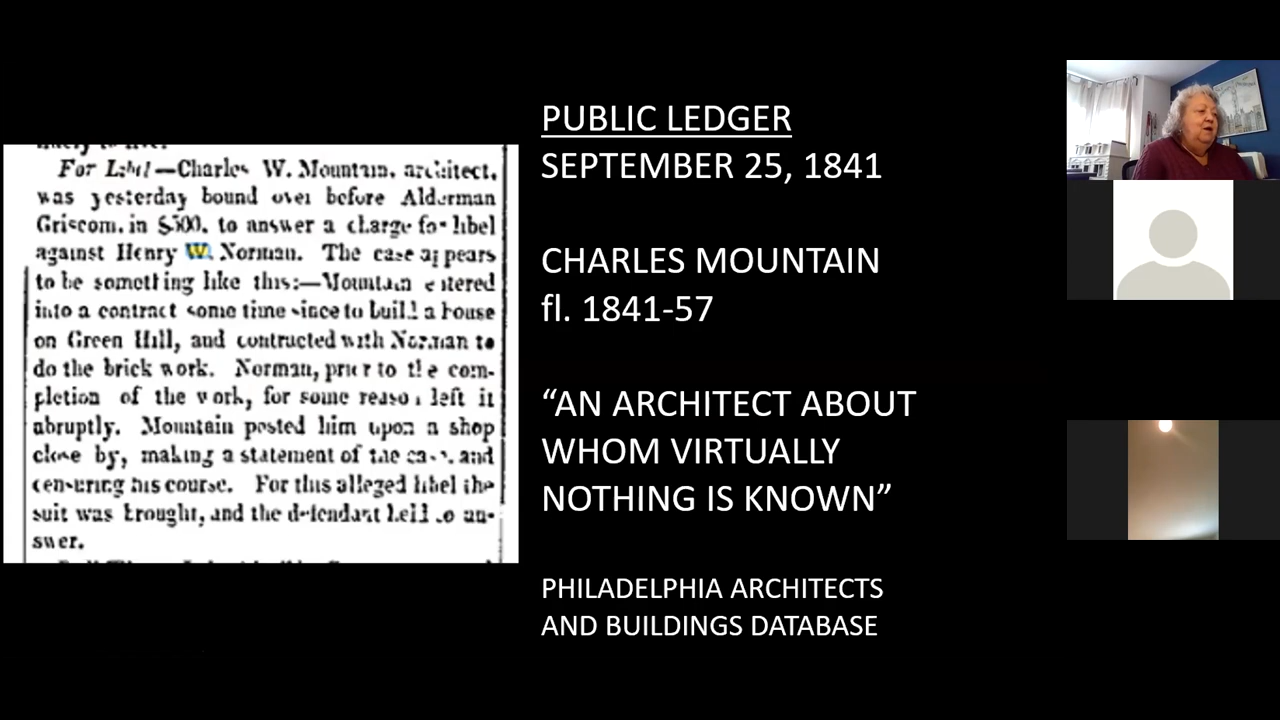 For Libel—Charles W. Mountain, architect,
was yesterday bound over before Alderman
Griscom, in $500, to answer a charge for libel
against Henry W. Norman. The case appears
to be something like this:—Mountain entered
into a contract some time since to build a house
on Green Hill, and contracted with Norman to
do the brick work. Norman, prior to the com-
pletion of the work, for some reason left it
abruptly. Mountain posted him upon a shop
close by, making a statement of the case, and
censuring his course. For this alleged libel the
suit was brought, and the defendant held to an-
swer.
PUBLIC LEDGER
SEPTEMBER 25, 1841
CHARLES MOUNTAIN
fl. 1841-57
“AN ARCHITECT ABOUT
WHOM VIRTUALLY
NOTHING IS KNOWN”
PHILADELPHIA ARCHITECTS
AND BUILDINGS DATABASE